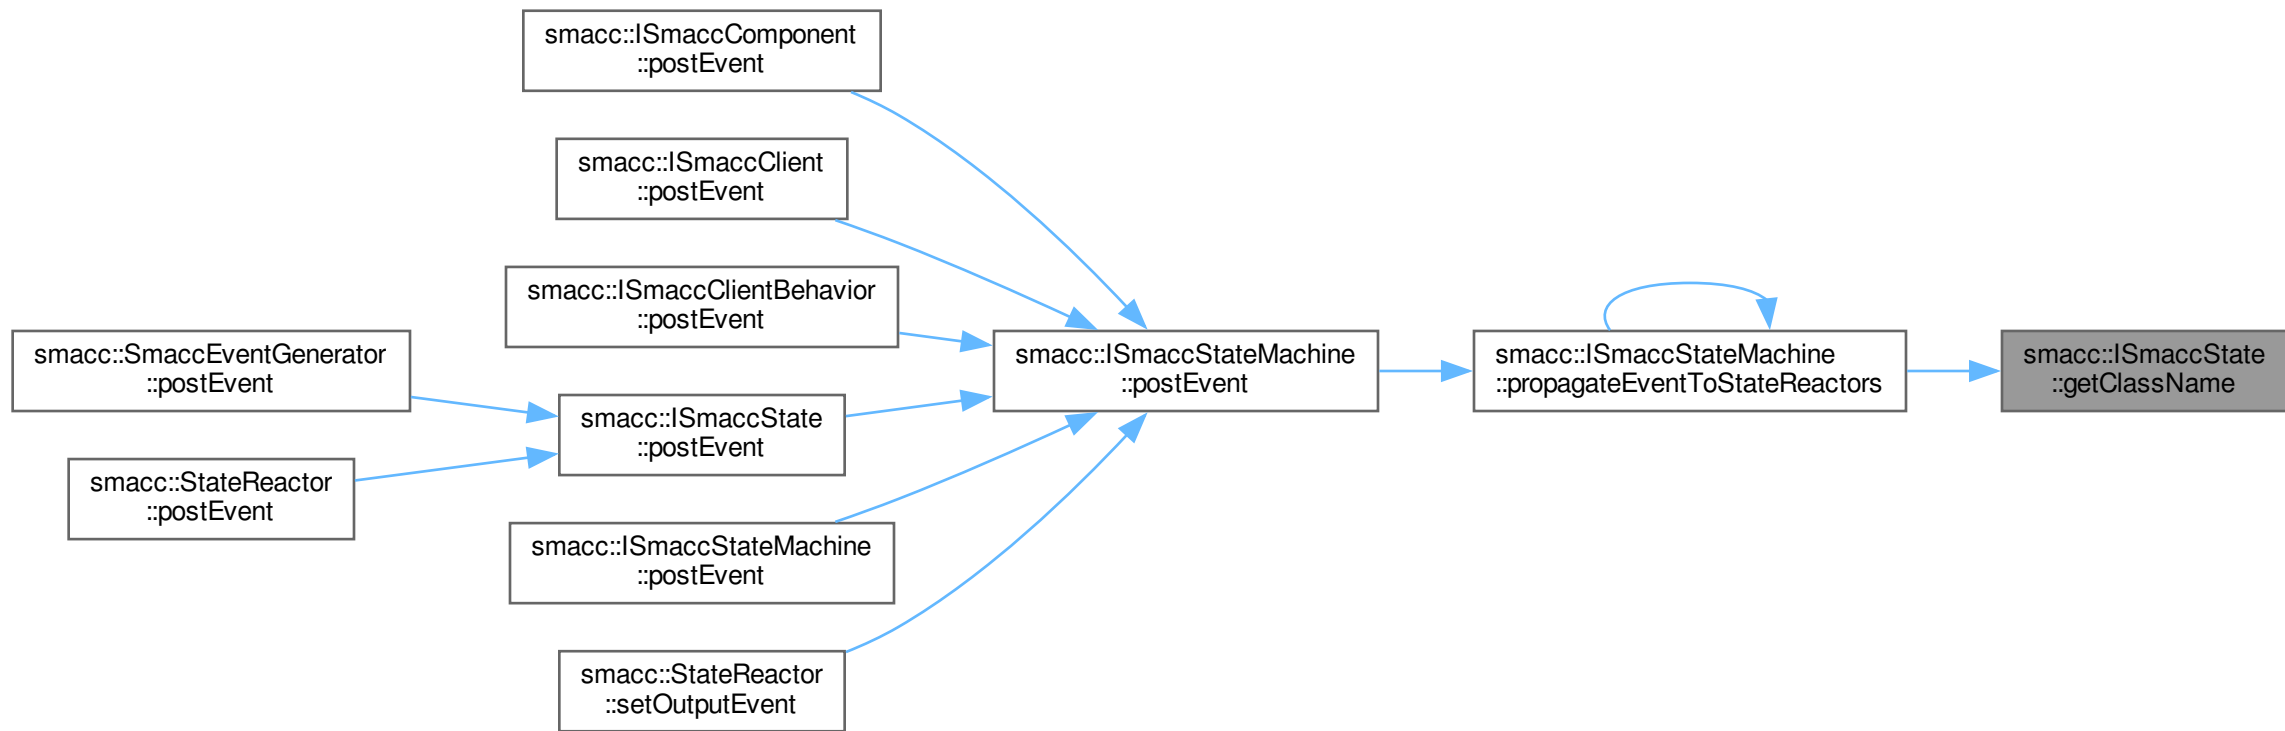 smacc::ISmaccComponent
::postEvent
smacc::ISmaccClient
::postEvent
smacc::ISmaccClientBehavior
::postEvent
smacc::SmaccEventGenerator
::postEvent
smacc::ISmaccState
::postEvent
smacc::StateReactor
::postEvent
smacc::ISmaccStateMachine
::postEvent
smacc::StateReactor
::setOutputEvent
smacc::ISmaccStateMachine
::postEvent
smacc::ISmaccStateMachine
::propagateEventToStateReactors
smacc::ISmaccState
::getClassName